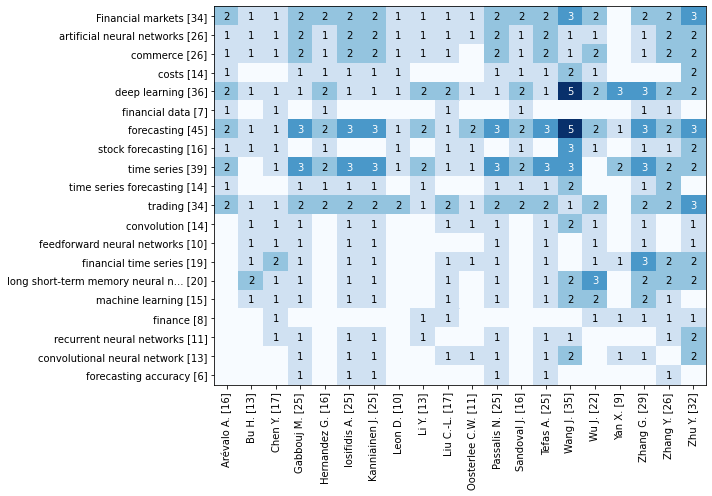 Financial markets [34] 2 1 1 2 2 2 2 1 1 1 1 2 2 2 3 2 2 2 3
artificial neural networks [26] 1 1 1 2 1 2 2 1 1 1 1 2 1 2 1 1 1 2 2
commerce [26] 1 1 1 2 1 2 2 1 1 1 2 1 2 1 2 1 2 2
costs [14] 1 1 1 1 1 1 1 1 1 2 1 2
deep learning [36] 2 1 1 1 2 1 1 1 2 2 1 1 2 1 5 2 3 3 2 2
financial data [7] 1 1 1 1 1 1 1
forecasting [45] 2 1 1 3 2 3 3 1 2 1 2 3 2 3 5 2 1 3 2 3
stock forecasting [16] 1 1 1 1 1 1 1 3 1 1 1 2
time series [39] 2 1 3 2 3 3 1 2 1 1 3 2 3 3 2 3 2 2
time series forecasting [14] 1 1 1 1 1 1 1 1 1 2 1 2
trading [34] 2 1 1 2 2 2 2 2 1 2 1 2 2 2 1 2 2 2 3
convolution [14] 1 1 1 1 1 1 1 1 1 2 1 1 1
feedforward neural networks [10] 1 1 1 1 1 1 1 1 1 1
financial time series [19] 1 2 1 1 1 1 1 1 1 1 3 2 2
long short-term memory neural n... [20] 2 1 1 1 1 1 1 1 2 3 2 2 2
machine learning [15] 1 1 1 1 1 1 1 1 2 2 2 1
finance [8] 1 1 1 1 1 1 1 1
recurrent neural networks [11] 1 1 1 1 1 1 1 1 1 2
convolutional neural network [13] 1 1 1 1 1 1 1 2 1 1 2
forecasting accuracy [6] 1 1 1 1 1 1
Arévalo A. [16]
Bu H. [13]
Chen Y. [17]
Gabbouj M. [25]
Hernandez G. [16]
Iosifidis A. [25]
Kanniainen J. [25]
Leon D. [10]
Li Y. [13]
Liu C.-L. [17]
Oosterlee C.W. [11]
Passalis N. [25]
Sandoval J. [16]
Tefas A. [25]
Wang J. [35]
Wu J. [22]
Yan X. [9]
Zhang G. [29]
Zhang Y. [26]
Zhu Y. [32]